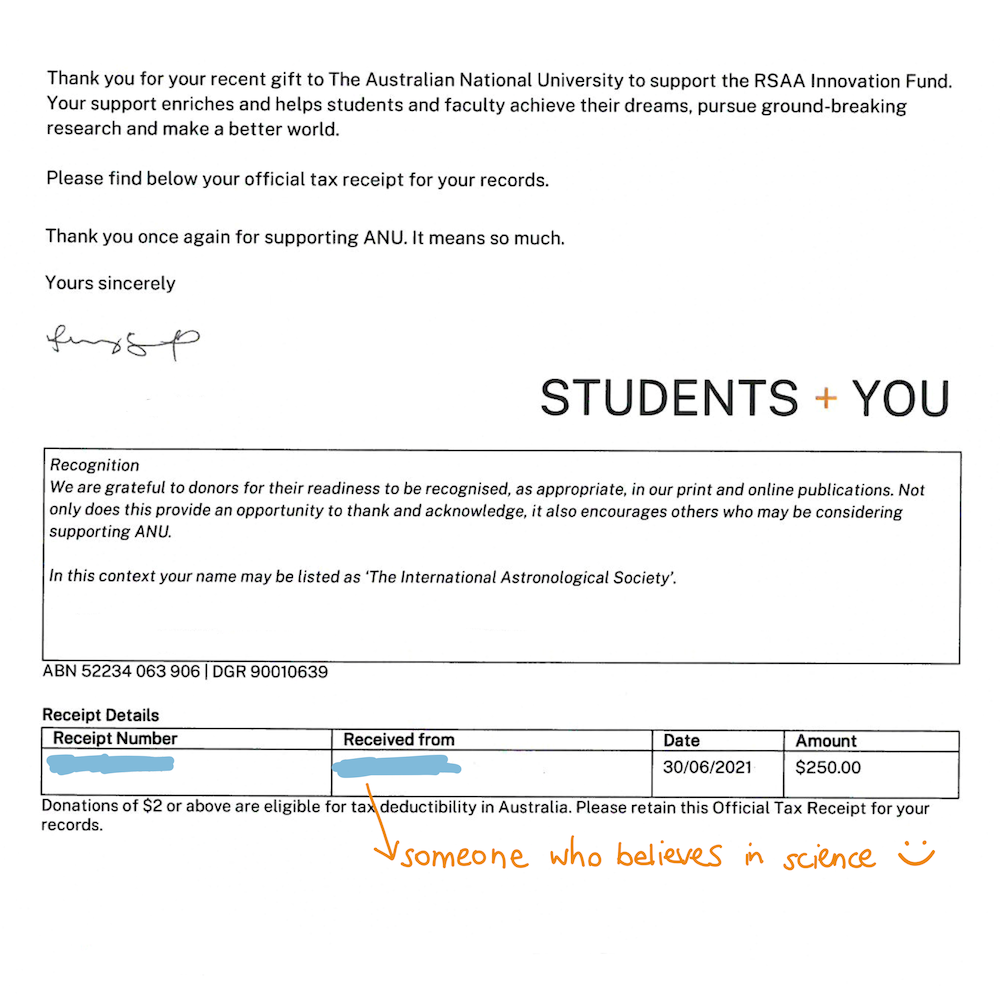 Thank you for your recent gift to The Australian National University to support the RSAA Innovation Fund.
Your support enriches and helps students and faculty achieve their dreams, pursue ground-breaking
research and make a better world.
Please find below your official tax receipt for your records.
Thank you once again for supporting ANU. It means so much.
Yours sincerely
STUDENTS + YOU
Recognition
We are grateful to donors for their readiness to be recognised, as appropriate, in our print and online publications. Not
only does this provide an opportunity to thank and acknowledge, it also encourages others who may be considering
supporting ANU.
In this context your name may be listed as ‘The International Astronological Society’.
ABN 52234 063 906 | DGR 90010639
Receipt Details
Receipt Number Received from Date Amount
30/06/2021 $250.00
Donations of $2 or above are eligible for tax deductibility in Australia. Please retain this Official Tax Receipt for your
records.
someone who believes in science